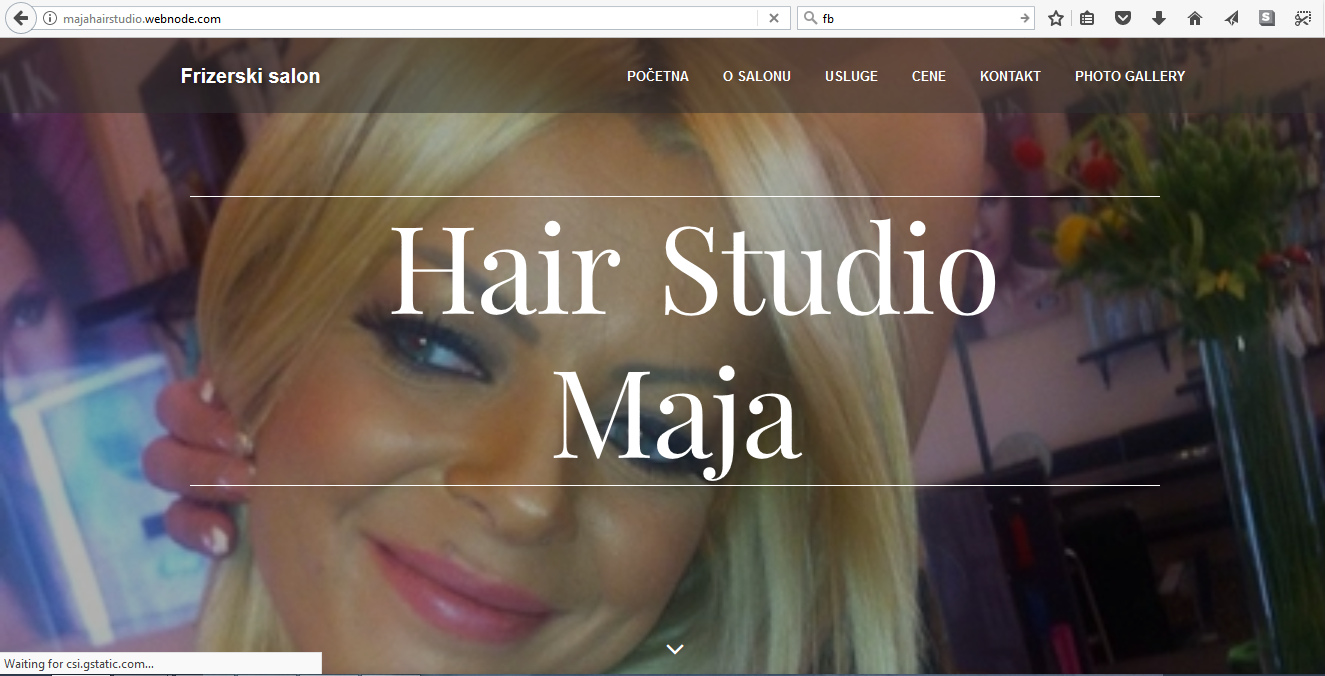 majahairstudio.webnode.com
fb
S
Frizerski salon
POČETNA O SALONU USLUGE CENE KONTAKT PHOTO GALLERY
Hair Studio
Maja
Waiting for csi.gstatic.com...